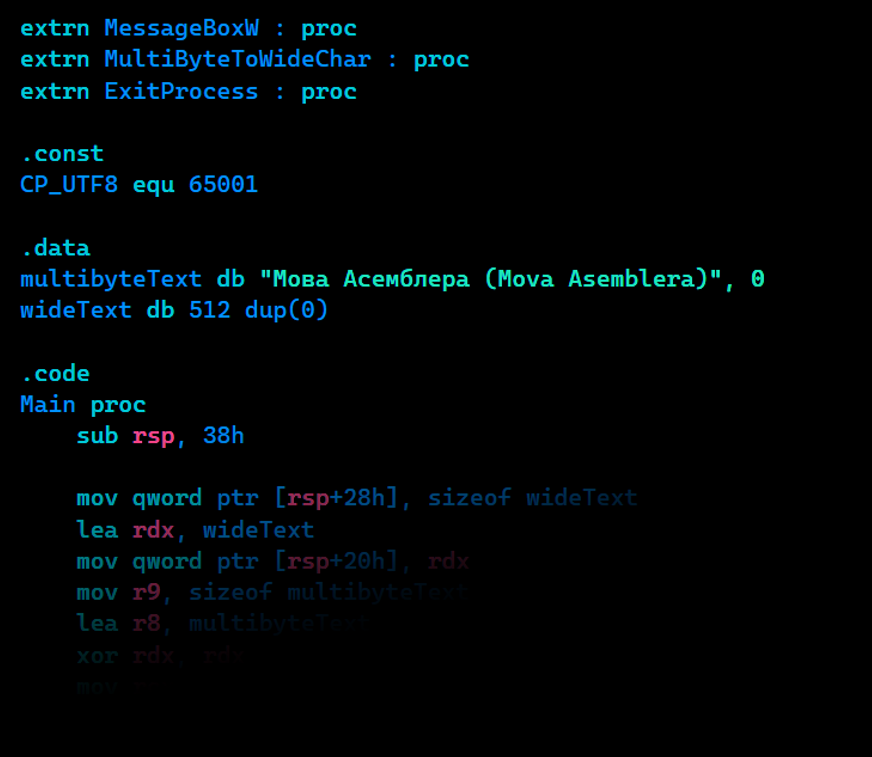 extrn MessageBoxW : proc
extrn MultiByteToWideChar : proc
extrn ExitProcess : proc
.const
CP_UTF8 equ 65001
.data
multibyteText db "Мова Асемблера (Mova Asemblera)", 0
wideText db 512 dup(0)
.code
Main proc
sub rsp, 38h
mov qword ptr [rsp+28h], sizeof wideText
lea rdx, wideText
mov qword ptr [rsp+20h], rdx
mov r9, sizeof multibyteText
lea r8, multibyteText
xor rdx, rdx
mov